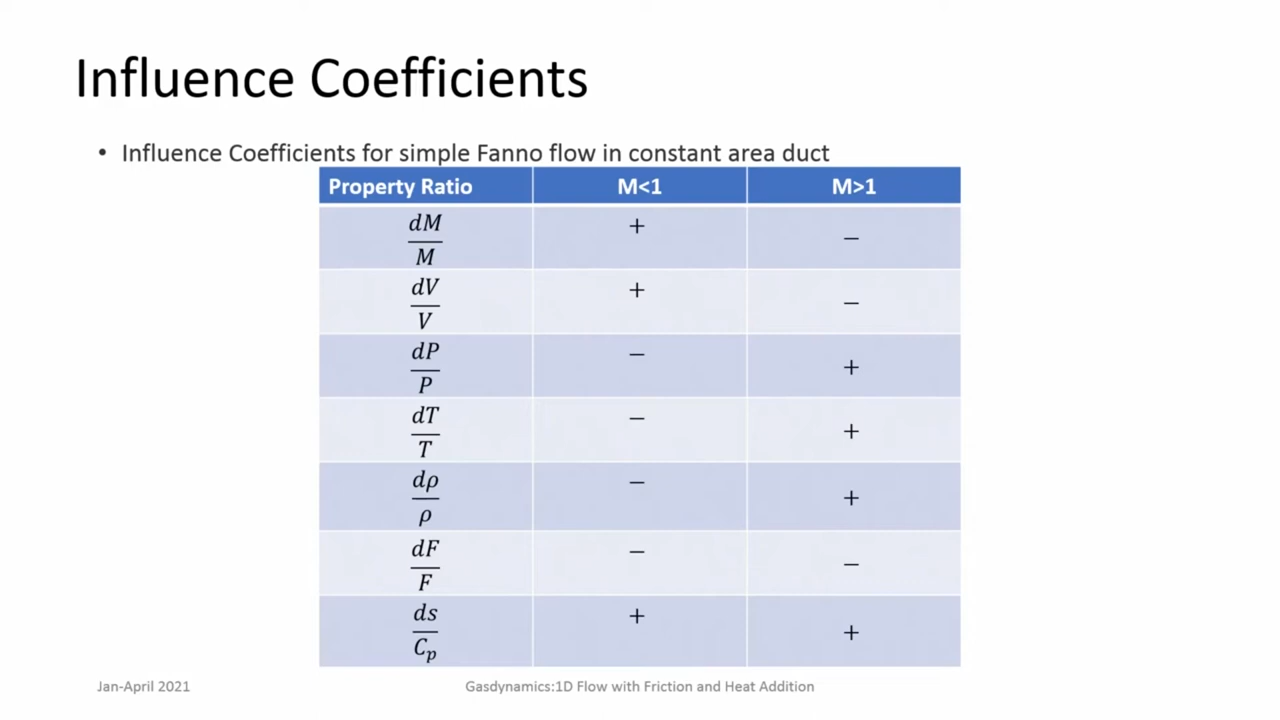 Influence Coefficients
• Influence Coefficients for simple Fanno flow in constant area duct
Property Ratio M<1 M>1
dM/M + −
dV/V + −
dP/P − +
dT/T − +
dρ/ρ − +
dF/F − −
ds/C_p + +
Jan-April 2021 Gasdynamics:1D Flow with Friction and Heat Addition